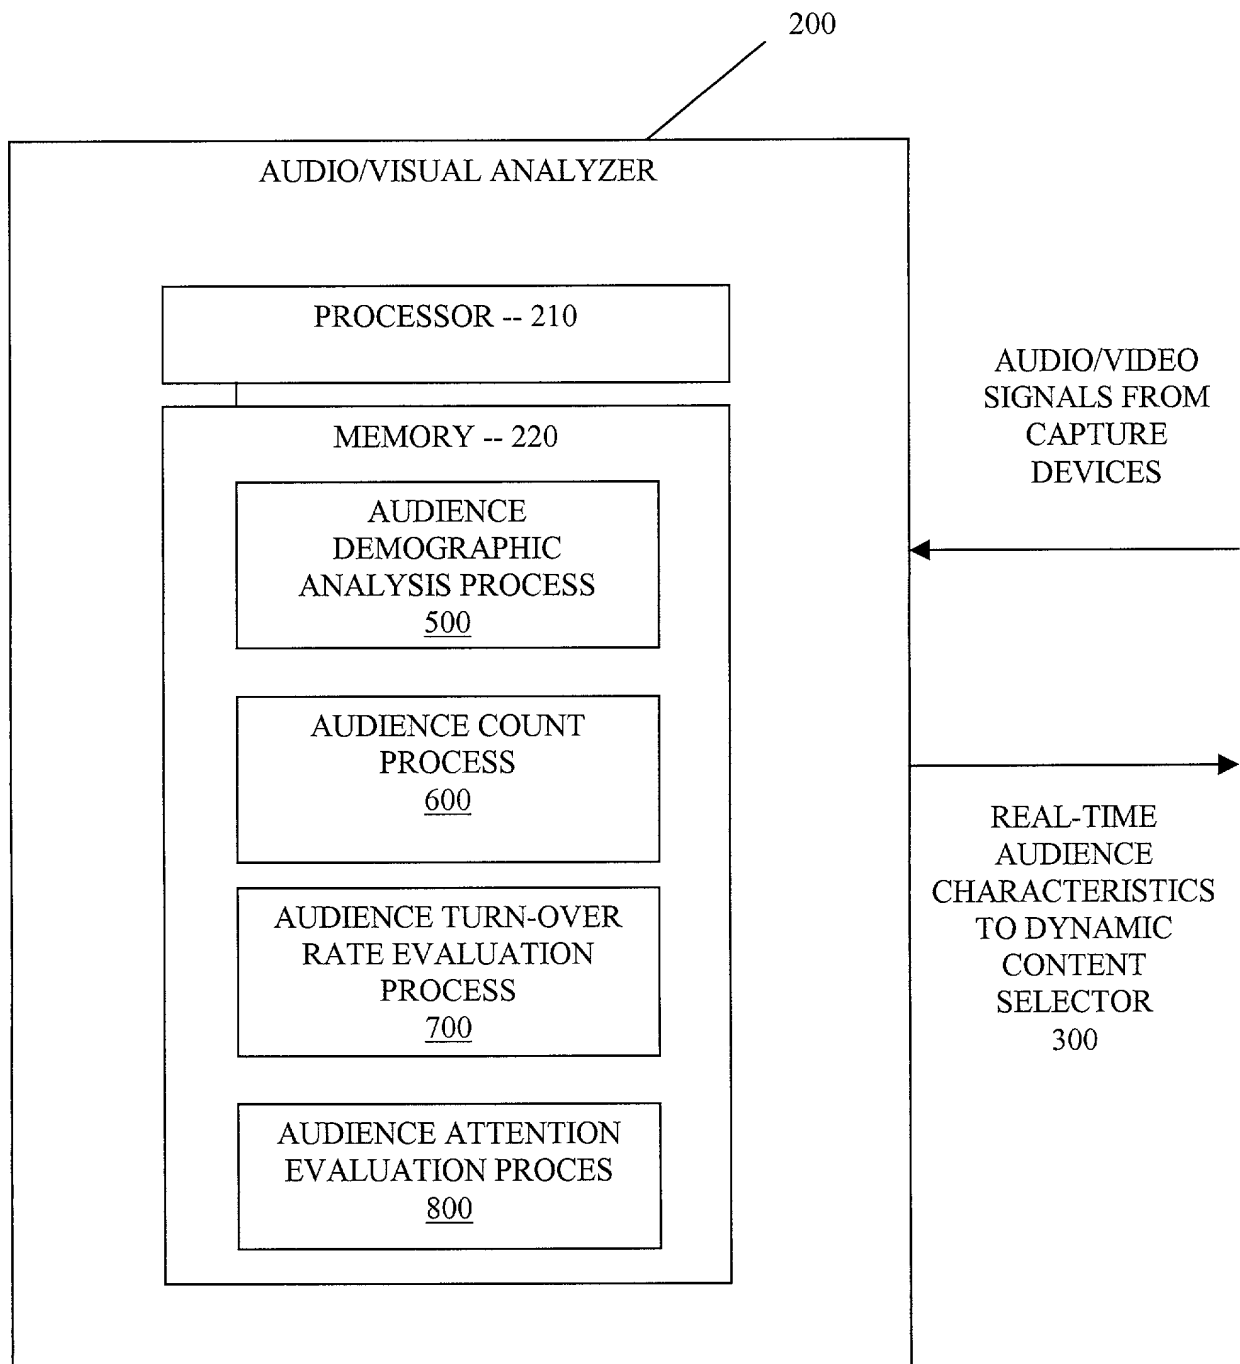 200
AUDIO/VISUAL ANALYZER
PROCESSOR -- 210
MEMORY -- 220
AUDIENCE
DEMOGRAPHIC
ANALYSIS PROCESS
500
AUDIENCE COUNT
PROCESS
600
AUDIENCE TURN-OVER
RATE EVALUATION
PROCESS
700
AUDIENCE ATTENTION
EVALUATION PROCES
800
AUDIO/VIDEO
SIGNALS FROM
CAPTURE
DEVICES
REAL-TIME
AUDIENCE
CHARACTERISTICS
TO DYNAMIC
CONTENT
SELECTOR
300